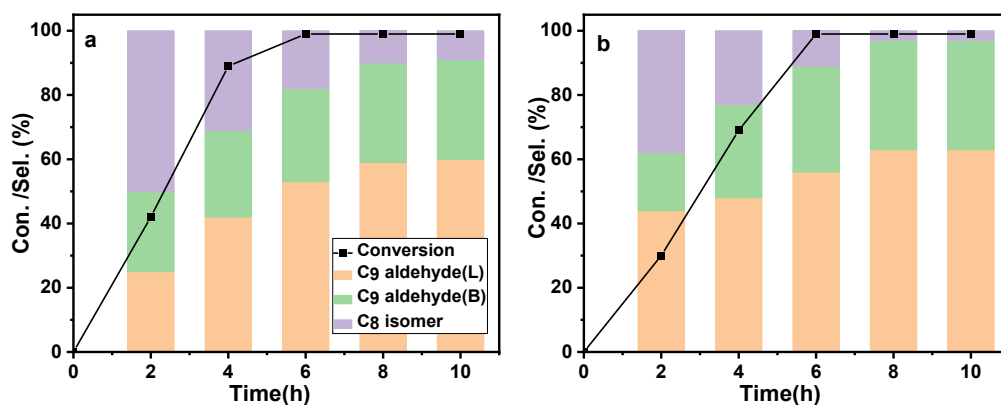 a
Con. /Sel. (%)
100
80
60
40
20
0
Conversion
C9 aldehyde(L)
C9 aldehyde(B)
C8 isomer
0 2 4 6 8 10
Time(h)
b
Con. /Sel. (%)
100
80
60
40
20
0
0 2 4 6 8 10
Time(h)